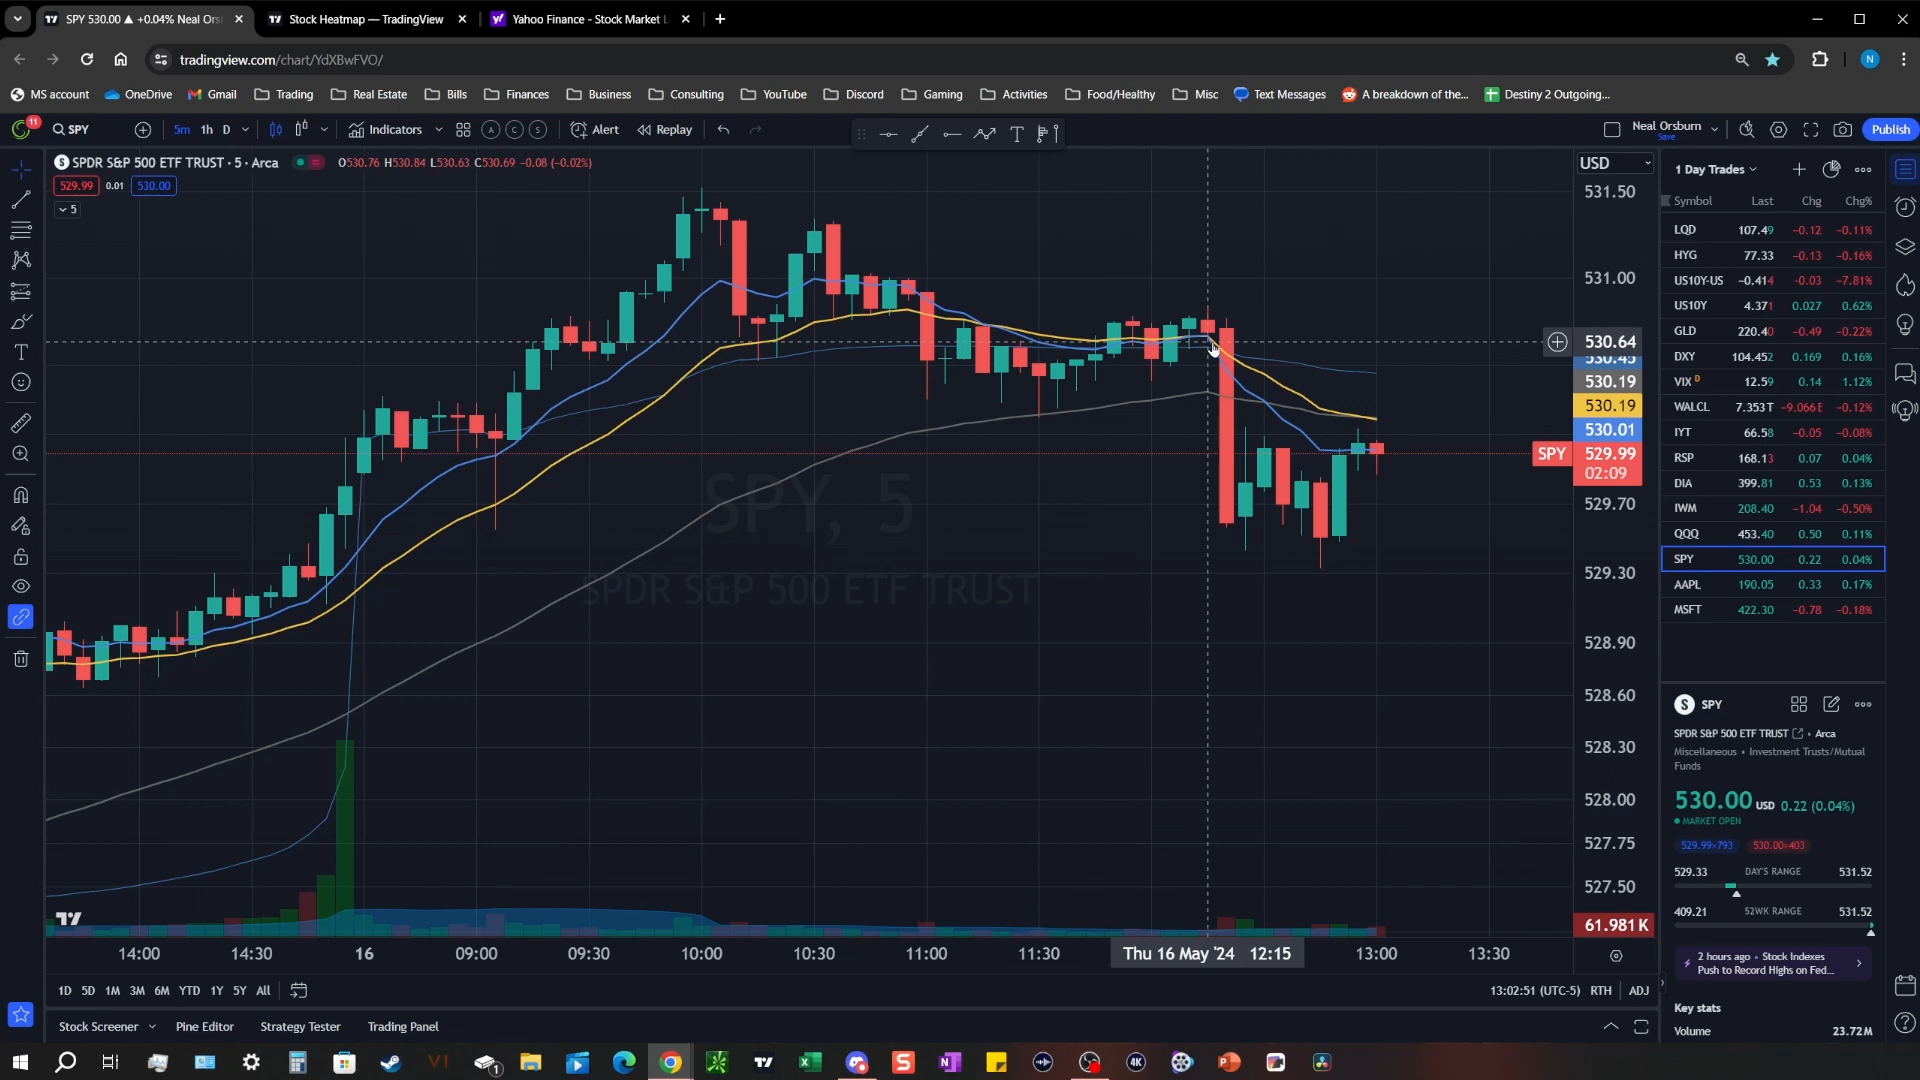 SPY 530.00 ▲ +0.04% Neal Ors
Stock Heatmap — TradingView
Yahoo Finance - Stock Market L
tradingview.com/chart/YdXBwFVO/
N
MS account
OneDrive
Gmail
Trading
Real Estate
Bills
Finances
Business
Consulting
YouTube
Discord
Gaming
Activities
Food/Healthy
Misc
Text Messages
A breakdown of the...
Destiny 2 Outgoing...
11
SPY
5m 1h D
Indicators
A C S
Alert
Replay
Neal Orsburn
Save
Publish
SPDR S&P 500 ETF TRUST · 5 · Arca
O530.76 H530.84 L530.63 C530.69 -0.08 (-0.02%)
529.99 0.01 530.00
5
SPY, 5
SPDR S&P 500 ETF TRUST
USD
531.50
531.00
530.64
530.45
530.19
530.19
530.01
SPY 529.99
02:09
529.70
529.30
528.90
528.60
528.30
528.00
527.75
527.50
61.981K
14:00 14:30 16 09:00 09:30 10:00 10:30 11:00 11:30 Thu 16 May '24 12:15 13:00 13:30
1D 5D 1M 3M 6M YTD 1Y 5Y All
13:02:51 (UTC-5) RTH ADJ
Stock Screener
Pine Editor
Strategy Tester
Trading Panel
1 Day Trades
Symbol Last Chg Chg%
LQD 107.49 -0.12 -0.11%
HYG 77.33 -0.13 -0.16%
US10Y-US -0.414 -0.03 -7.81%
US10Y 4.371 0.027 0.62%
GLD 220.40 -0.49 -0.22%
DXY 104.452 0.169 0.16%
VIX D 12.59 0.14 1.12%
WALCL 7.353T -9.066E -0.12%
IYT 66.58 -0.05 -0.08%
RSP 168.13 0.07 0.04%
DIA 399.81 0.53 0.13%
IWM 208.40 -1.04 -0.50%
QQQ 453.40 0.50 0.11%
SPY 530.00 0.22 0.04%
AAPL 190.05 0.33 0.17%
MSFT 422.30 -0.78 -0.18%
S SPY
SPDR S&P 500 ETF TRUST • Arca
Miscellaneous • Investment Trusts/Mutual
Funds
530.00 USD 0.22 (0.04%)
MARKET OPEN
529.99×793 530.00×403
529.33 DAY'S RANGE 531.52
409.21 52WK RANGE 531.52
2 hours ago • Stock Indexes
Push to Record Highs on Fed...
Key stats
Volume 23.72M